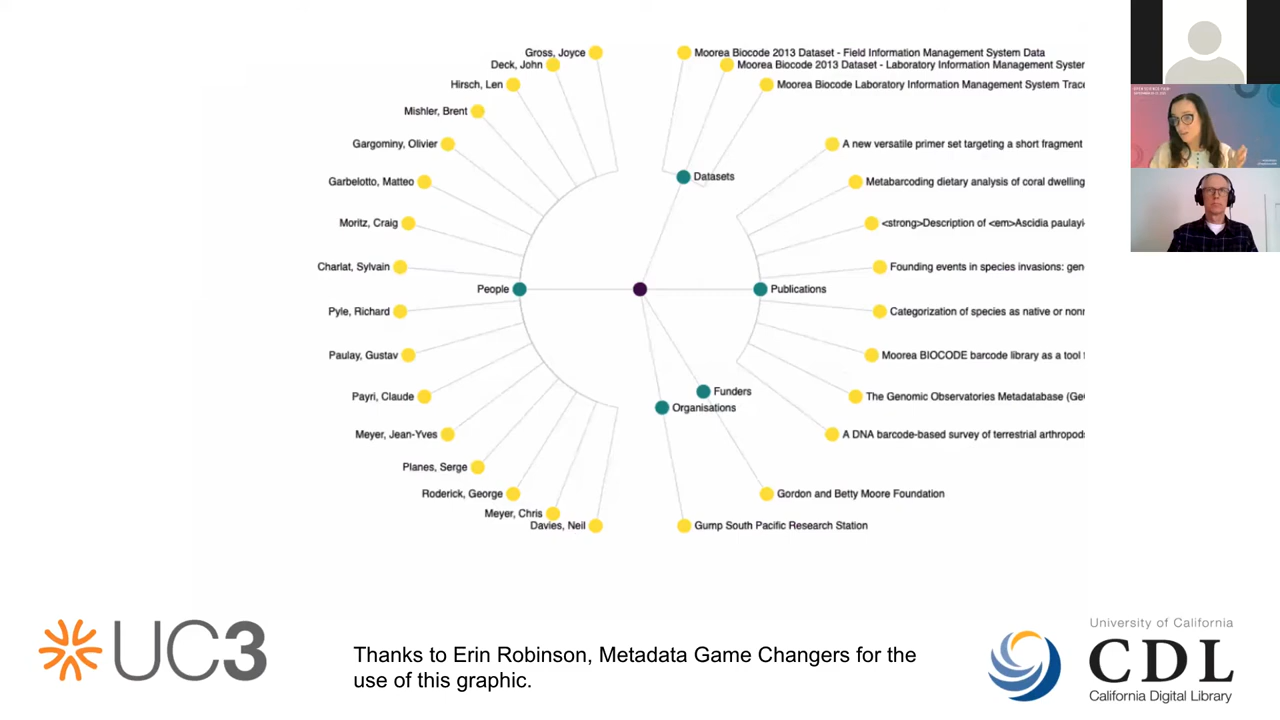 Gross, Joyce
Deck, John
Hirsch, Len
Mishler, Brent
Gargominy, Olivier
Garbelotto, Matteo
Moritz, Craig
Charlat, Sylvain
People
Pyle, Richard
Paulay, Gustav
Payri, Claude
Meyer, Jean-Yves
Planes, Serge
Roderick, George
Meyer, Chris
Davies, Neil
Moorea Biocode 2013 Dataset - Field Information Management System Data
Moorea Biocode 2013 Dataset - Laboratory Information Management System
Moorea Biocode Laboratory Information Management System Trace
Datasets
A new versatile primer set targeting a short fragment
Metabarcoding dietary analysis of coral dwelling
<strong>Description of <em>Ascidia paulayi
Founding events in species invasions: gen
Publications
Categorization of species as native or nonn
Moorea BIOCODE barcode library as a tool f
The Genomic Observatories Metadatabase (Ge
A DNA barcode-based survey of terrestrial arthropods
Funders
Organisations
Gordon and Betty Moore Foundation
Gump South Pacific Research Station
UC3
Thanks to Erin Robinson, Metadata Game Changers for the
use of this graphic.
University of California
CDL
California Digital Library